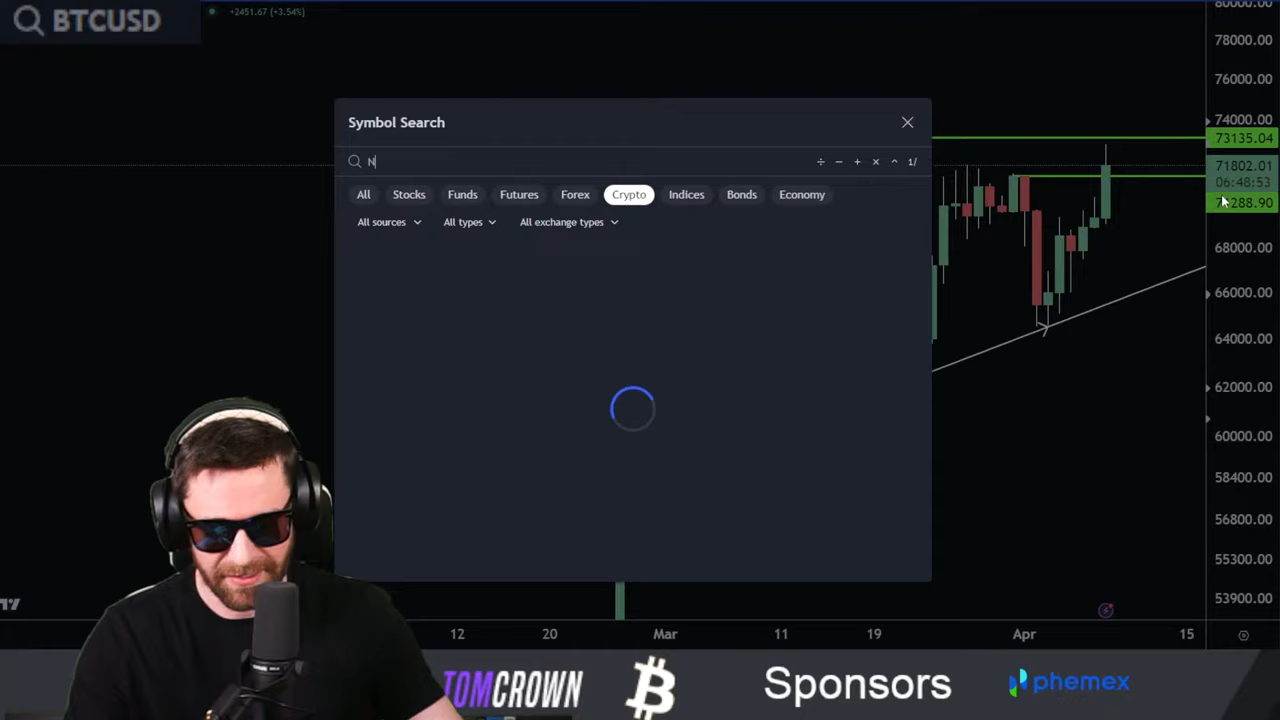 BTCUSD
+2451.67 (+3.54%)
80000.00
78000.00
76000.00
74000.00
73135.04
71802.01
06:48:53
288.90
68000.00
66000.00
64000.00
62000.00
60000.00
58400.00
56800.00
55300.00
53900.00
Symbol Search
N
÷ − + × ^ 1/
All Stocks Funds Futures Forex Crypto Indices Bonds Economy
All sources All types All exchange types
12 20 Mar 11 19 Apr 15
TOMCROWN
Sponsors
phemex